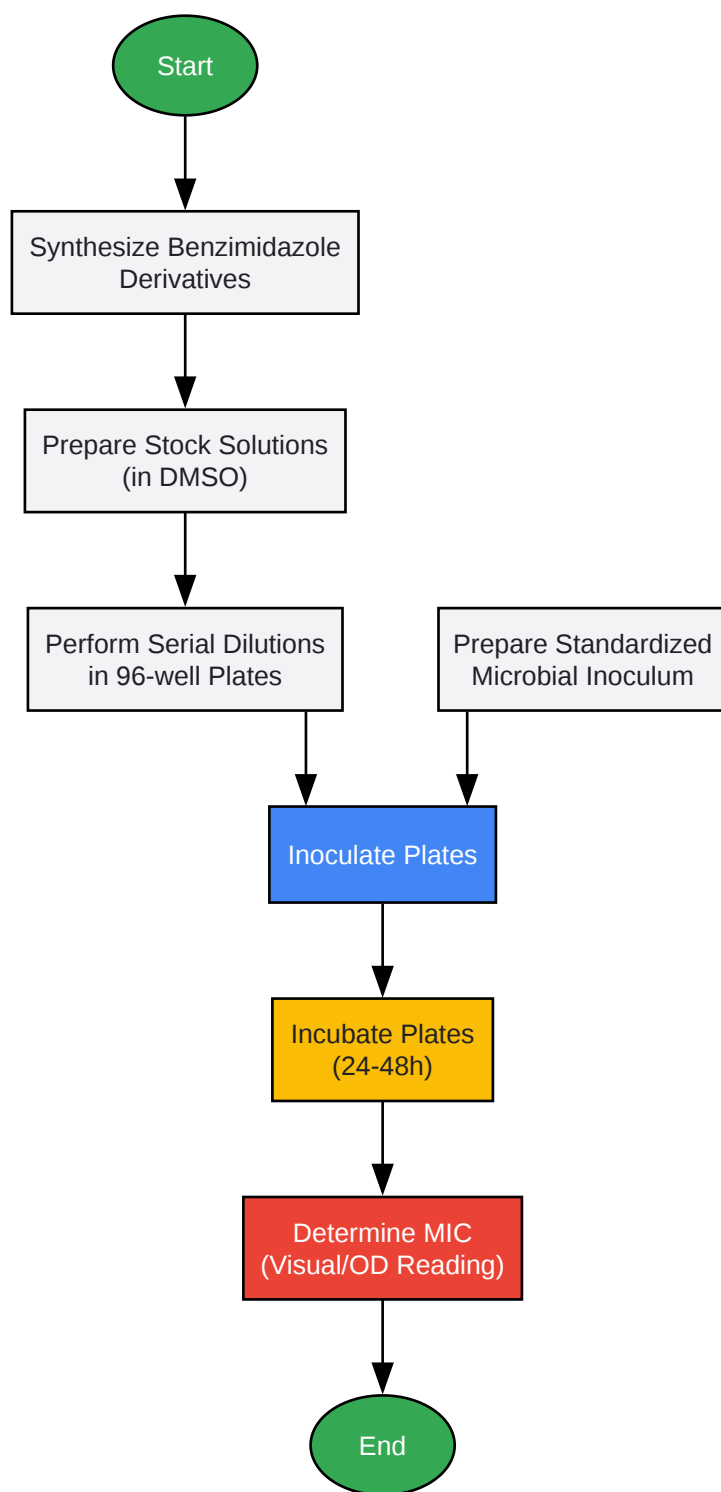 Start
Synthesize Benzimidazole
Derivatives
Prepare Stock Solutions
(in DMSO)
Perform Serial Dilutions
in 96-well Plates
Prepare Standardized
Microbial Inoculum
Inoculate Plates
Incubate Plates
(24-48h)
Determine MIC
(Visual/OD Reading)
End